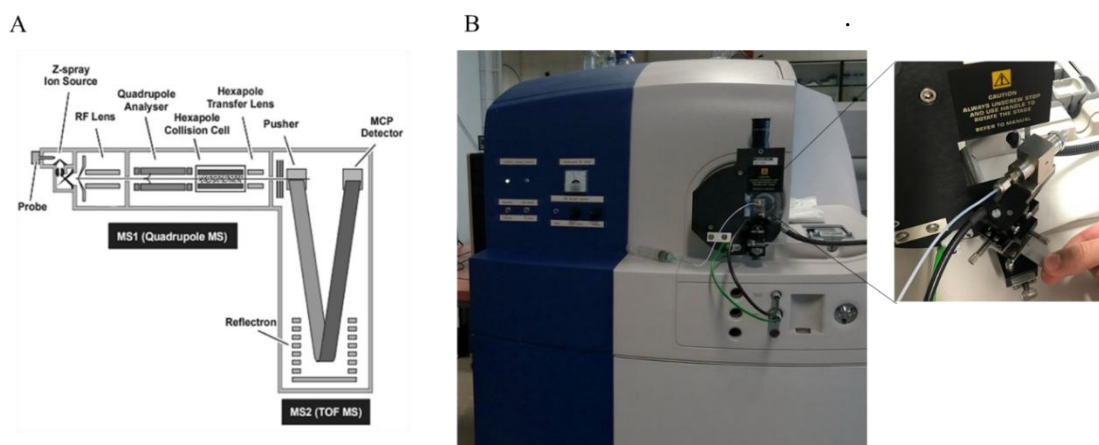 A
B
Z-spray
Ion Source
RF Lens
Quadrupole
Analyser
Hexapole
Collision Cell
Hexapole
Transfer Lens
Pusher
MCP
Detector
Probe
MS1 (Quadrupole MS)
Reflectron
MS2 (TOF MS)
CAUTION
ALWAYS UNSCREW STOP
AND USE HANDLE TO
ROTATE THE STAGE
REFER TO MANUAL